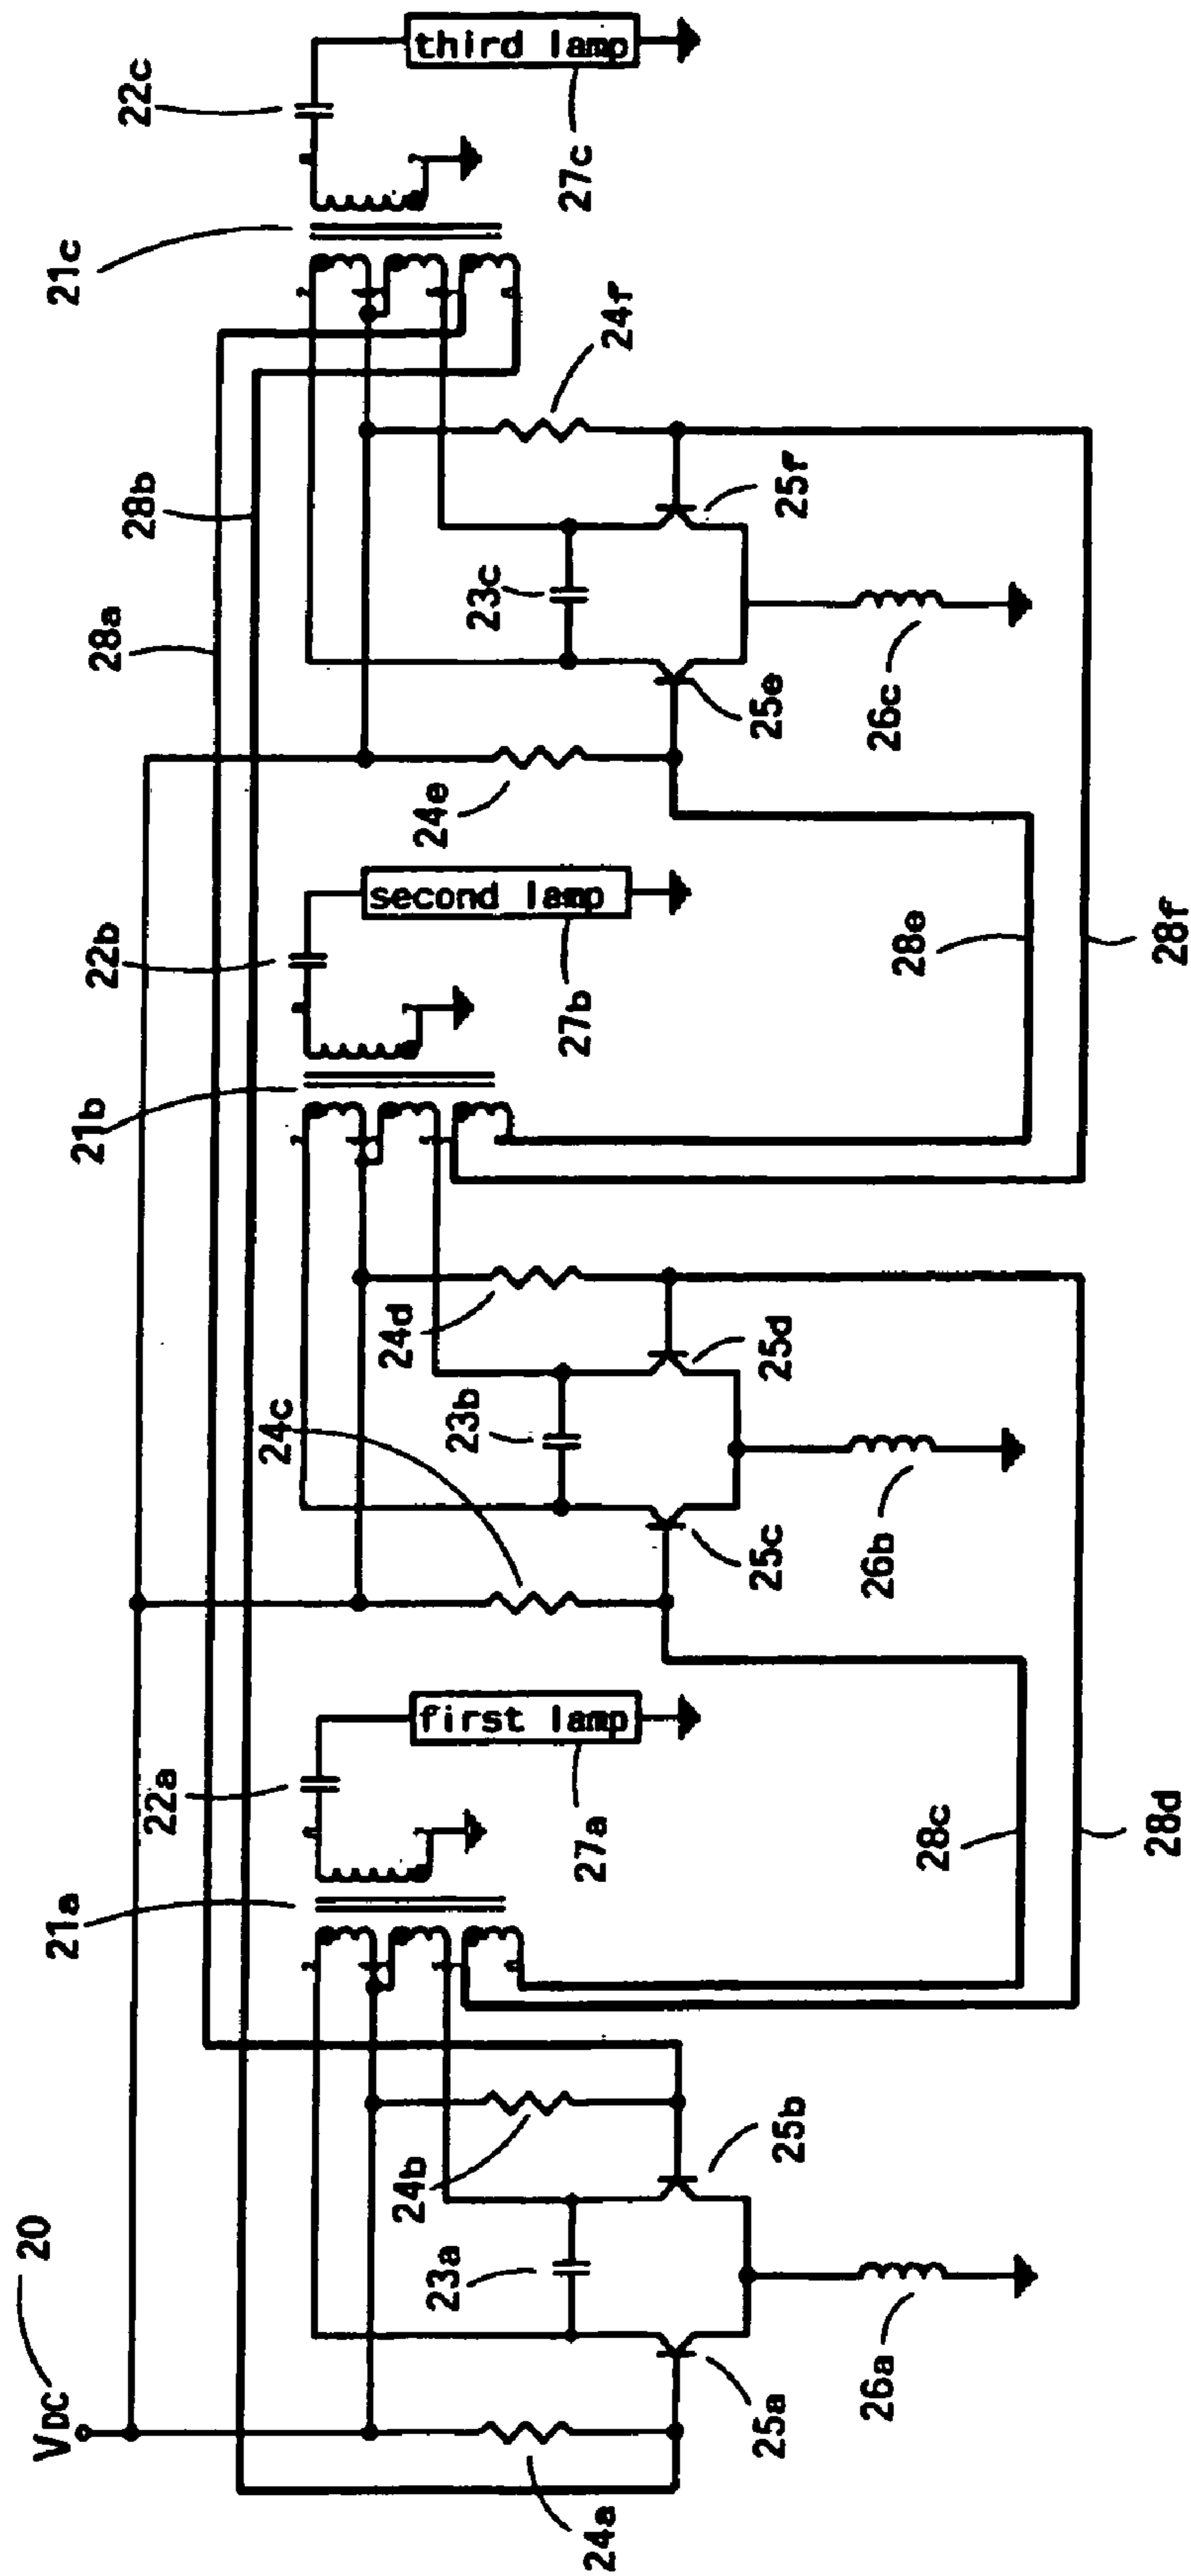 VDC
20
21a
22a
first lamp
27a
28a
28b
21b
22b
second lamp
27b
21c
22c
third lamp
27c
24a
25a
23a
24b
25b
26a
28c
28d
24c
25c
23b
24d
25d
26b
28e
28f
24e
25e
23c
24f
25f
26c